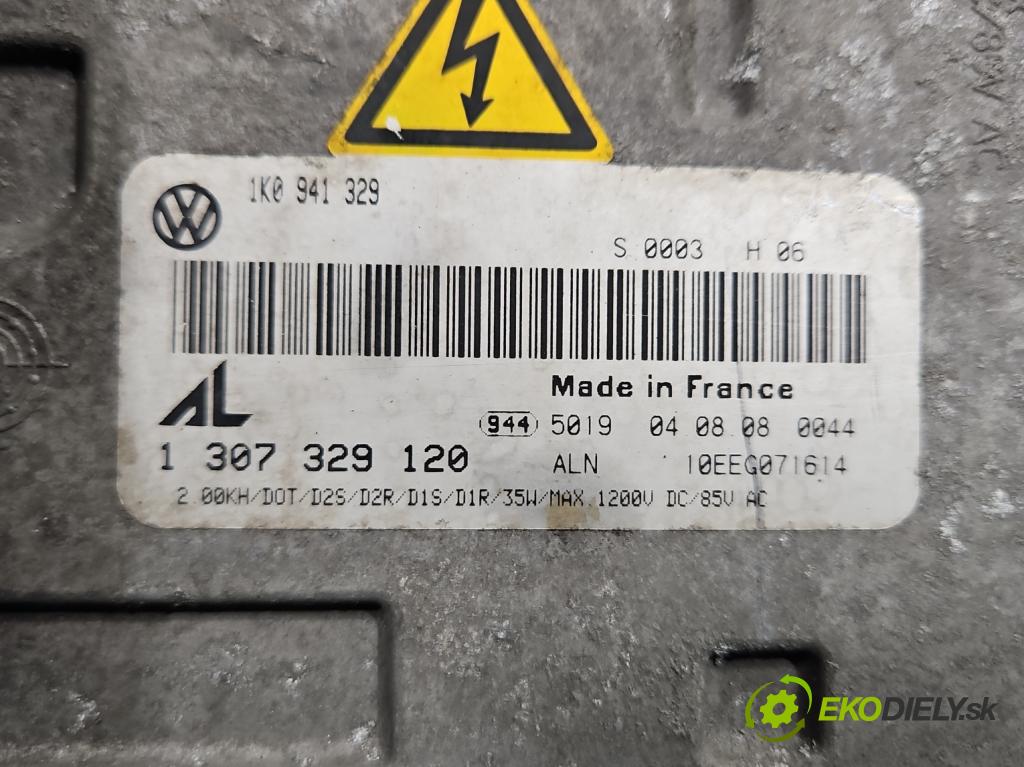 1K0 941 329
S 0003 H 06
AL
Made in France
944 5019 04 08 08 0044
1 307 329 120
ALN 10EEG071614
2 00KH/DOT/D2S/D2R/D1S/D1R/35W/MAX 1200V DC/85V AC
EKODIELY.sk